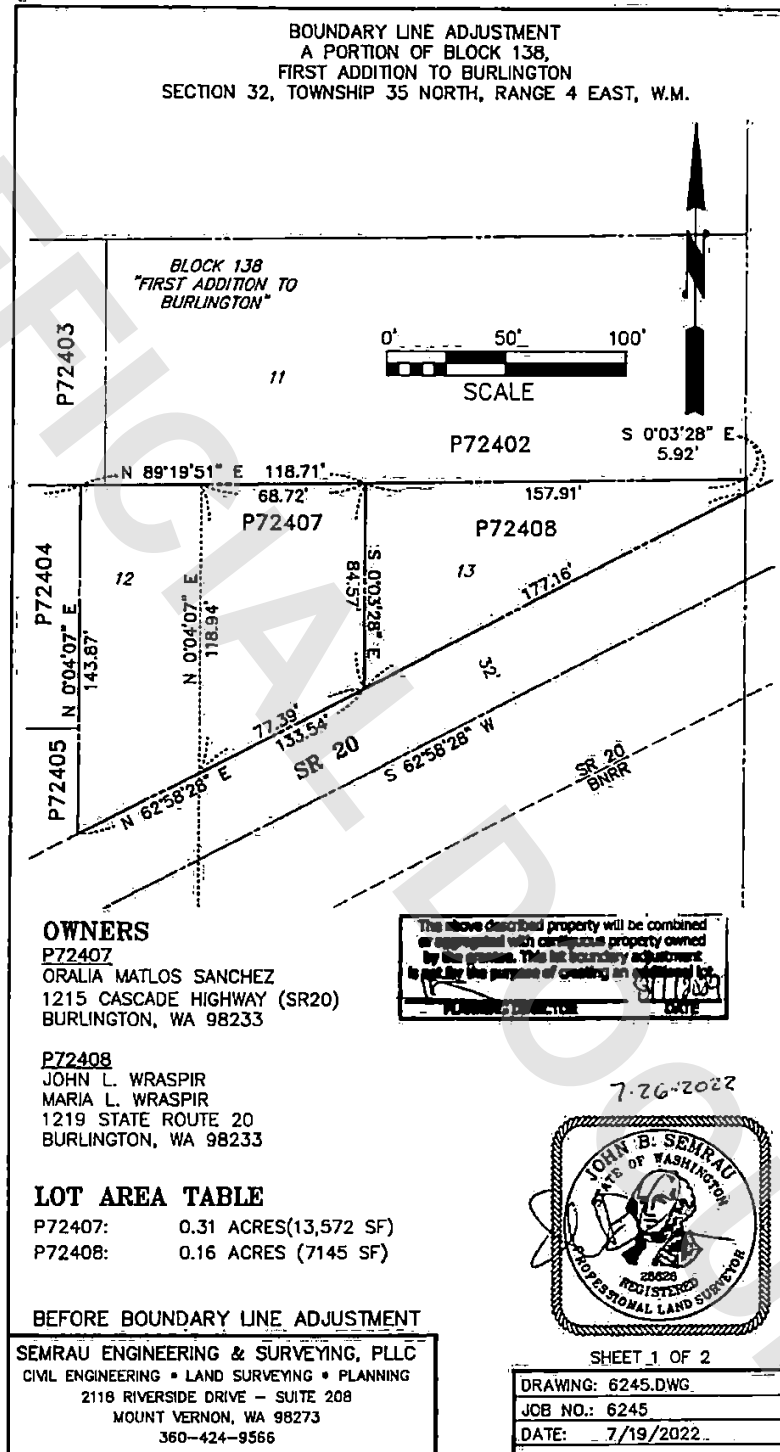 BOUNDARY LINE ADJUSTMENT
A PORTION OF BLOCK 138,
FIRST ADDITION TO BURLINGTON
SECTION 32, TOWNSHIP 35 NORTH, RANGE 4 EAST, W.M.
N
BLOCK 138
"FIRST ADDITION TO
BURLINGTON"
P72403
11
0' 50' 100'
SCALE
P72402
S 0°03'28" E
5.92'
N 89°19'51" E 118.71'
68.72'
157.91'
P72407
P72408
P72404
12
13
N 0°04'07" E
143.87'
N 0°04'07" E
118.94'
S 0°03'28" E
84.57'
177.16'
32'
77.39'
133.54'
SR 20
P72405
N 62°58'28" E
S 62°58'28" W
SR 20
BNRR
OWNERS
P72407
ORALIA MATLOS SANCHEZ
1215 CASCADE HIGHWAY (SR20)
BURLINGTON, WA 98233
The above described property will be combined
or aggregated with contiguous property owned
by the grantee. This lot boundary adjustment
is not for the purpose of creating an additional lot.
PLANNING DIRECTOR DATE
P72408
JOHN L. WRASPIR
MARIA L. WRASPIR
1219 STATE ROUTE 20
BURLINGTON, WA 98233
7-26-2022
JOHN B. SEMRAU
STATE OF WASHINGTON
28626
REGISTERED
PROFESSIONAL LAND SURVEYOR
LOT AREA TABLE
P72407: 0.31 ACRES(13,572 SF)
P72408: 0.16 ACRES (7145 SF)
BEFORE BOUNDARY LINE ADJUSTMENT
SEMRAU ENGINEERING & SURVEYING, PLLC
CIVIL ENGINEERING • LAND SURVEYING • PLANNING
2118 RIVERSIDE DRIVE – SUITE 208
MOUNT VERNON, WA 98273
360-424-9566
SHEET 1 OF 2
DRAWING: 6245.DWG
JOB NO.: 6245
DATE: 7/19/2022